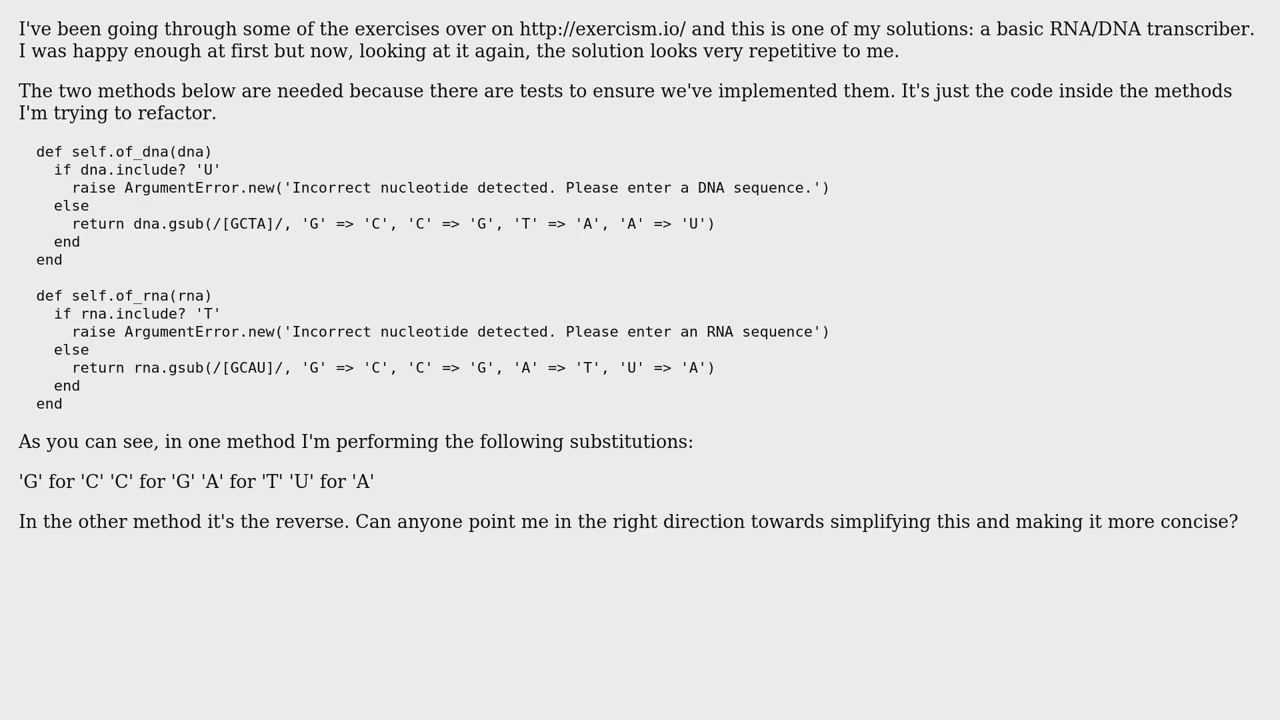 I've been going through some of the exercises over on http://exercism.io/ and this is one of my solutions: a basic RNA/DNA transcriber.
I was happy enough at first but now, looking at it again, the solution looks very repetitive to me.
The two methods below are needed because there are tests to ensure we've implemented them. It's just the code inside the methods
I'm trying to refactor.
def self.of_dna(dna)
  if dna.include? 'U'
    raise ArgumentError.new('Incorrect nucleotide detected. Please enter a DNA sequence.')
  else
    return dna.gsub(/[GCTA]/, 'G' => 'C', 'C' => 'G', 'T' => 'A', 'A' => 'U')
  end
end
def self.of_rna(rna)
  if rna.include? 'T'
    raise ArgumentError.new('Incorrect nucleotide detected. Please enter an RNA sequence')
  else
    return rna.gsub(/[GCAU]/, 'G' => 'C', 'C' => 'G', 'A' => 'T', 'U' => 'A')
  end
end
As you can see, in one method I'm performing the following substitutions:
'G' for 'C' 'C' for 'G' 'A' for 'T' 'U' for 'A'
In the other method it's the reverse. Can anyone point me in the right direction towards simplifying this and making it more concise?